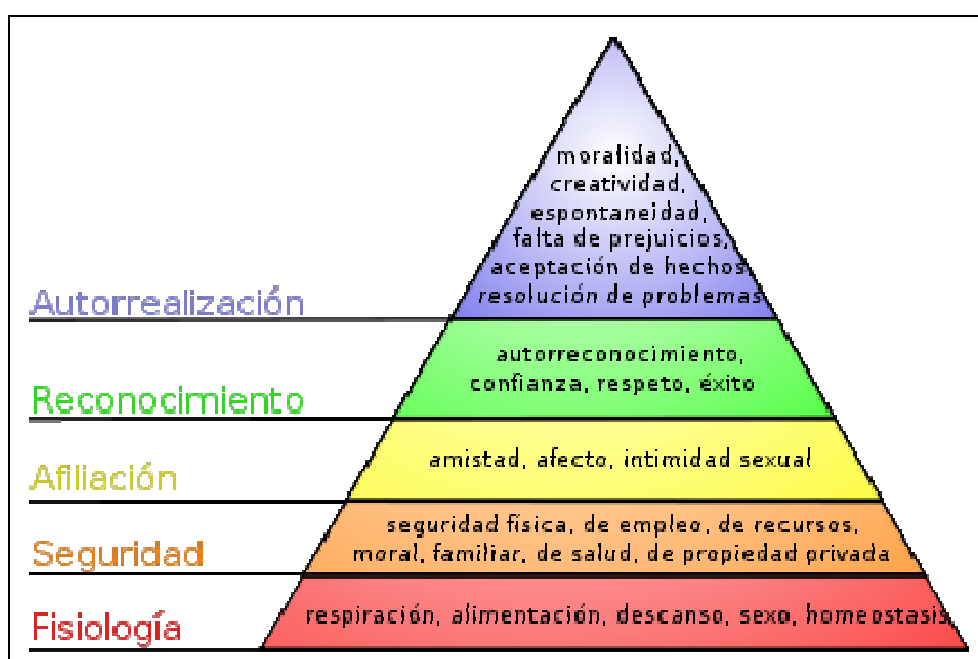 moralidad,
creatividad,
espontaneidad,
falta de prejuicios,
aceptación de hechos,
resolución de problemas
Autorrealización
autorreconocimiento,
confianza, respeto, éxito
Reconocimiento
amistad, afecto, intimidad sexual
Afiliación
seguridad física, de empleo, de recursos,
moral, familiar, de salud, de propiedad privada
Seguridad
respiración, alimentación, descanso, sexo, homeostasis
Fisiología